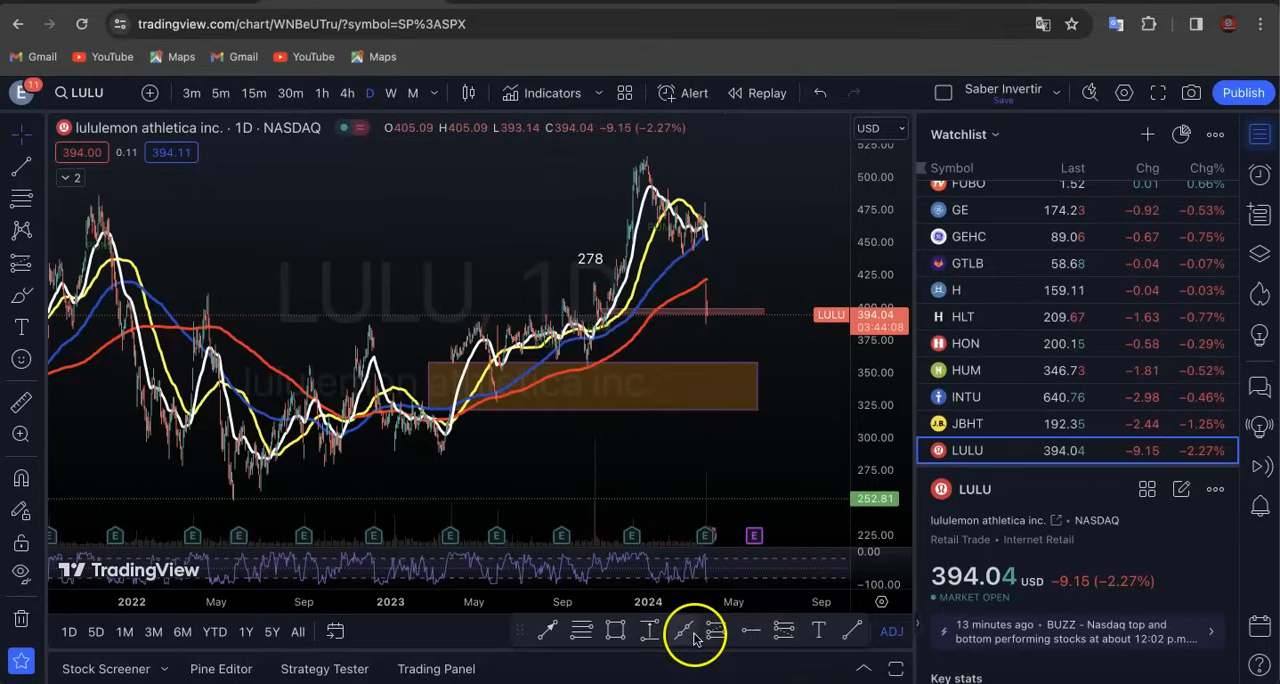 tradingview.com/chart/WNBeUTru/?symbol=SP%3ASPX
Gmail YouTube Maps Gmail YouTube Maps
E 11 LULU 3m 5m 15m 30m 1h 4h D W M Indicators Alert Replay Saber Invertir Save Publish
lululemon athletica inc. · 1D · NASDAQ O405.09 H405.09 L393.14 C394.04 −9.15 (−2.27%) USD
394.00 0.11 394.11
2
LULU, 1D
lululemon athletica inc.
278
525.00
500.00
475.00
450.00
425.00
400.00
LULU 394.04
03:44:08
375.00
350.00
325.00
300.00
275.00
252.81
225.00
E E E E E E E E E E E E
0.00
−100.00
TradingView
2022 May Sep 2023 May Sep 2024 May Sep
1D 5D 1M 3M 6M YTD 1Y 5Y All T ADJ
Stock Screener Pine Editor Strategy Tester Trading Panel
Watchlist
Symbol Last Chg Chg%
FUBO 1.52 0.01 0.66%
GE 174.23 −0.92 −0.53%
GEHC 89.06 −0.67 −0.75%
GTLB 58.68 −0.04 −0.07%
H 159.11 −0.04 −0.03%
HLT 209.67 −1.63 −0.77%
HON 200.15 −0.58 −0.29%
HUM 346.73 −1.81 −0.52%
INTU 640.76 −2.98 −0.46%
JBHT 192.35 −2.44 −1.25%
LULU 394.04 −9.15 −2.27%
LULU
lululemon athletica inc. NASDAQ
Retail Trade • Internet Retail
394.04 USD −9.15 (−2.27%)
MARKET OPEN
13 minutes ago • BUZZ - Nasdaq top and
bottom performing stocks at about 12:02 p.m...
Key stats